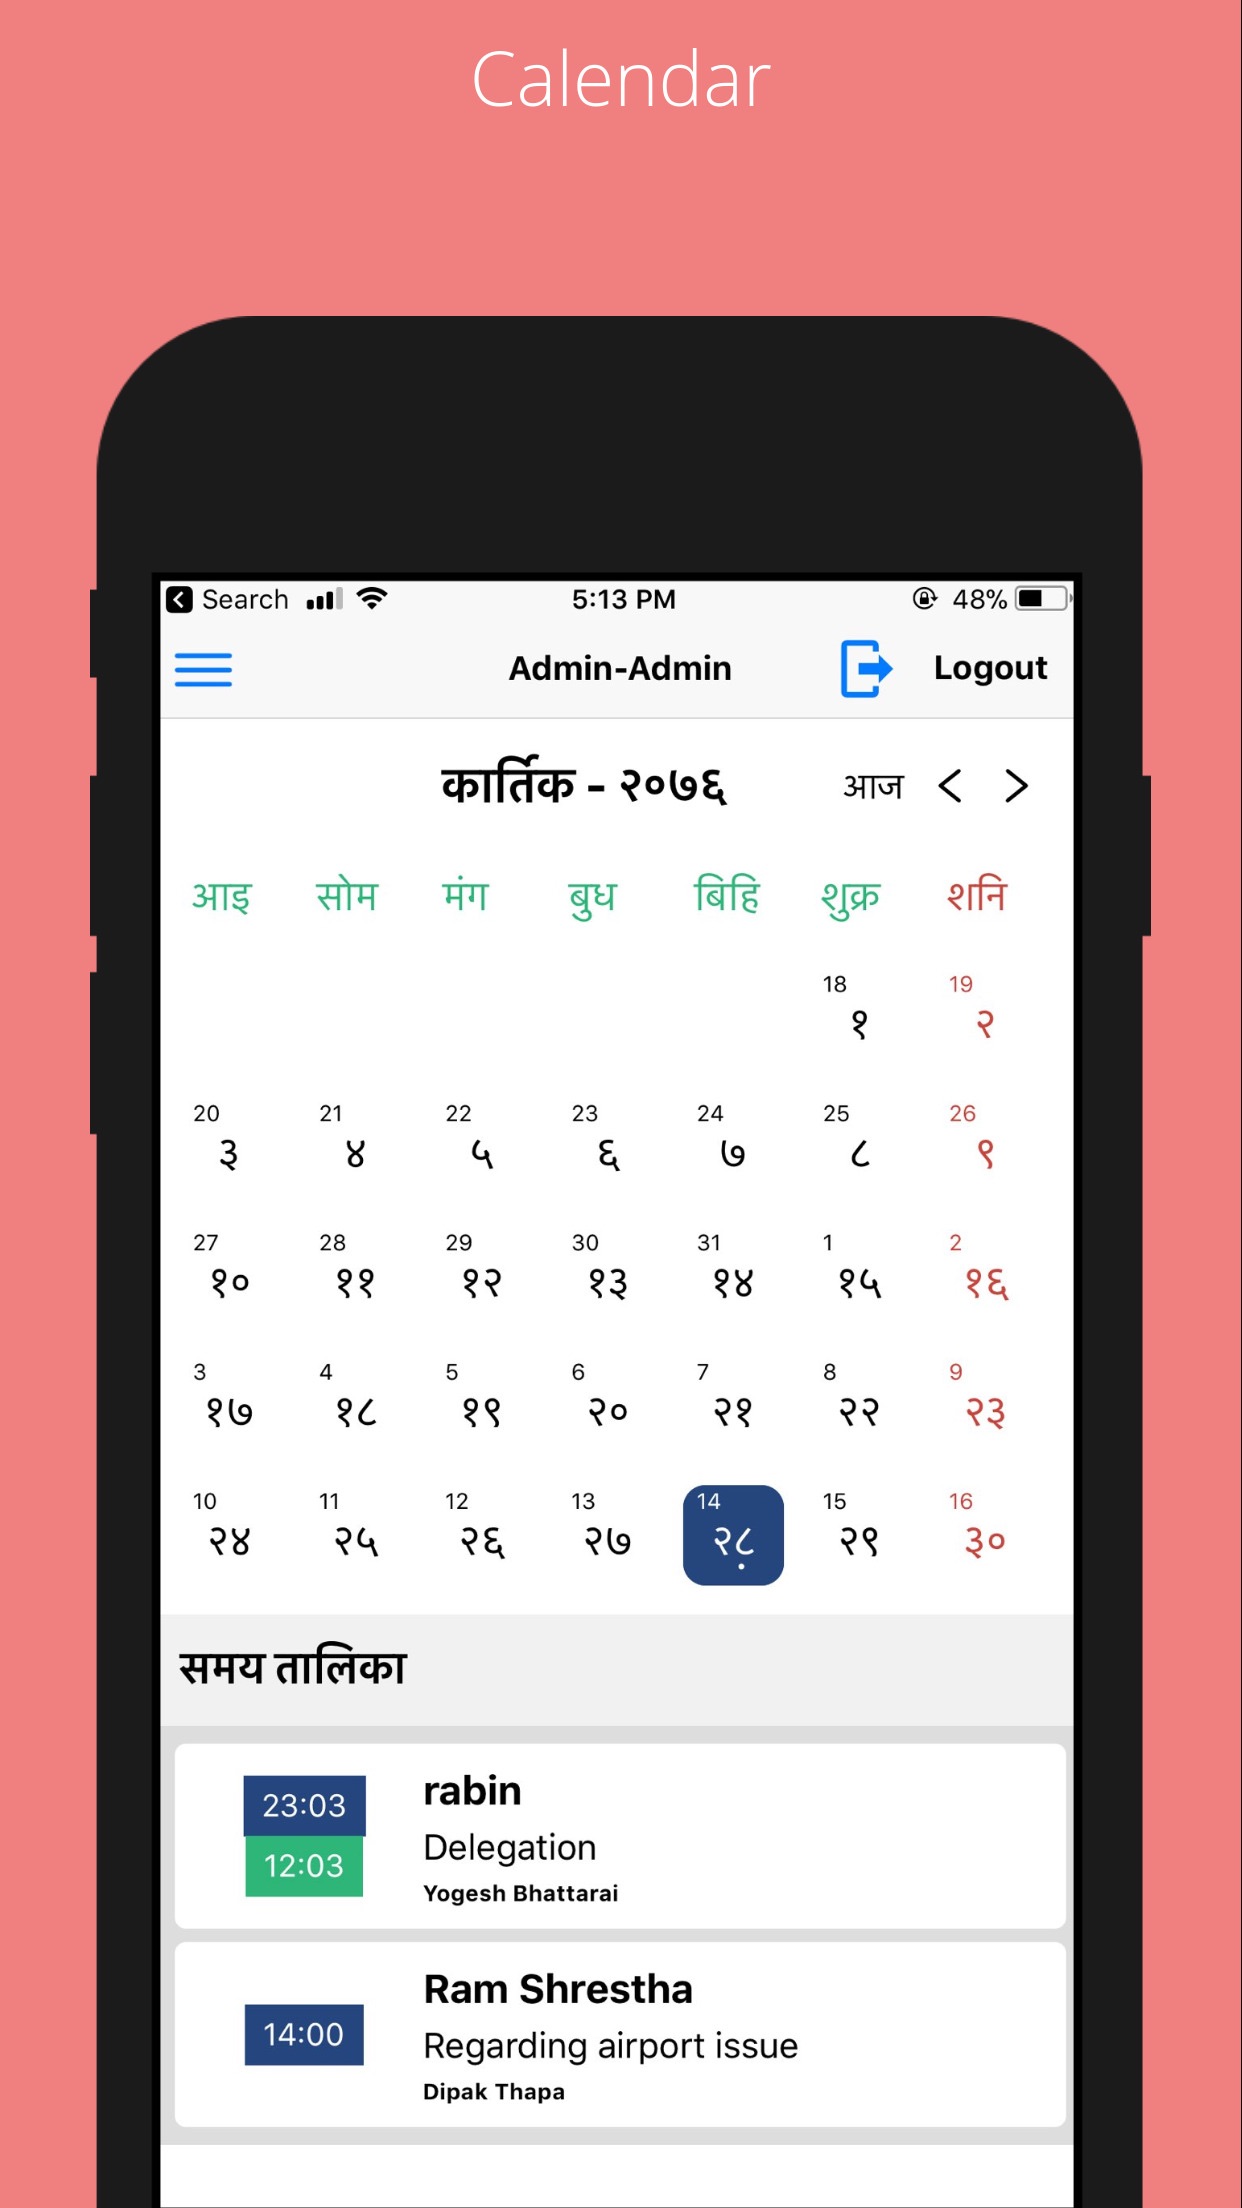 Calendar
Search 5:13 PM 48%
Admin-Admin Logout
कार्तिक - २०७६ आज < >
आइ सोम मंग बुध बिहि शुक्र शनि
18 19
१ २
20 21 22 23 24 25 26
३ ४ ५ ६ ७ ८ ९
27 28 29 30 31 1 2
१० ११ १२ १३ १४ १५ १६
3 4 5 6 7 8 9
१७ १८ १९ २० २१ २२ २३
10 11 12 13 14 15 16
२४ २५ २६ २७ २८ २९ ३०
समय तालिका
23:03
12:03
rabin
Delegation
Yogesh Bhattarai
14:00
Ram Shrestha
Regarding airport issue
Dipak Thapa